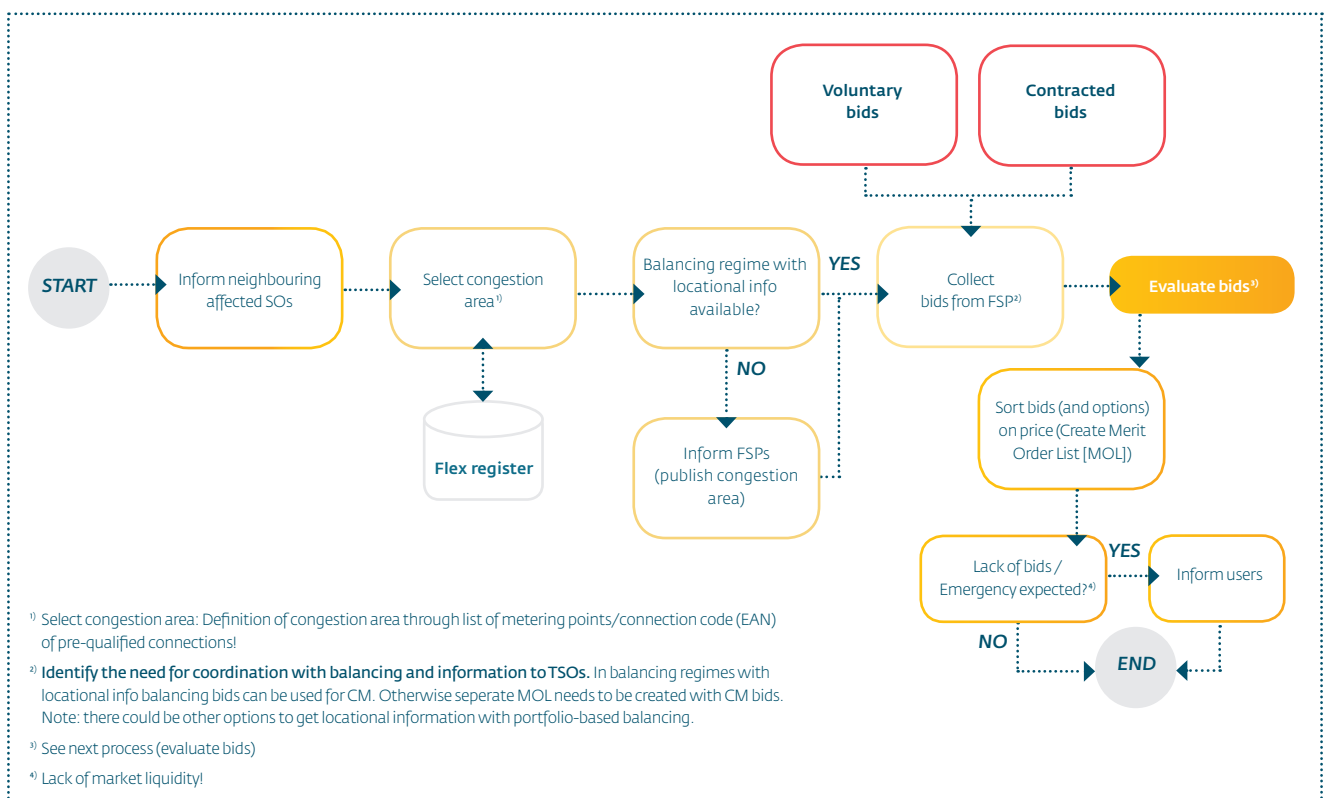 Voluntary
bids
Contracted
bids
START
Inform neighbouring
affected SOs
Select congestion
area¹⁾
Balancing regime with
locational info
available?
YES
Collect
bids from FSP²⁾
Evaluate bids³⁾
NO
Flex register
Inform FSPs
(publish congestion
area)
Sort bids (and options)
on price (Create Merit
Order List [MOL])
Lack of bids /
Emergency expected?⁴⁾
YES
Inform users
NO
END
¹⁾ Select congestion area: Definition of congestion area through list of metering points/connection code (EAN)
of pre-qualified connections!
²⁾ Identify the need for coordination with balancing and information to TSOs. In balancing regimes with
locational info balancing bids can be used for CM. Otherwise seperate MOL needs to be created with CM bids.
Note: there could be other options to get locational information with portfolio-based balancing.
³⁾ See next process (evaluate bids)
⁴⁾ Lack of market liquidity!